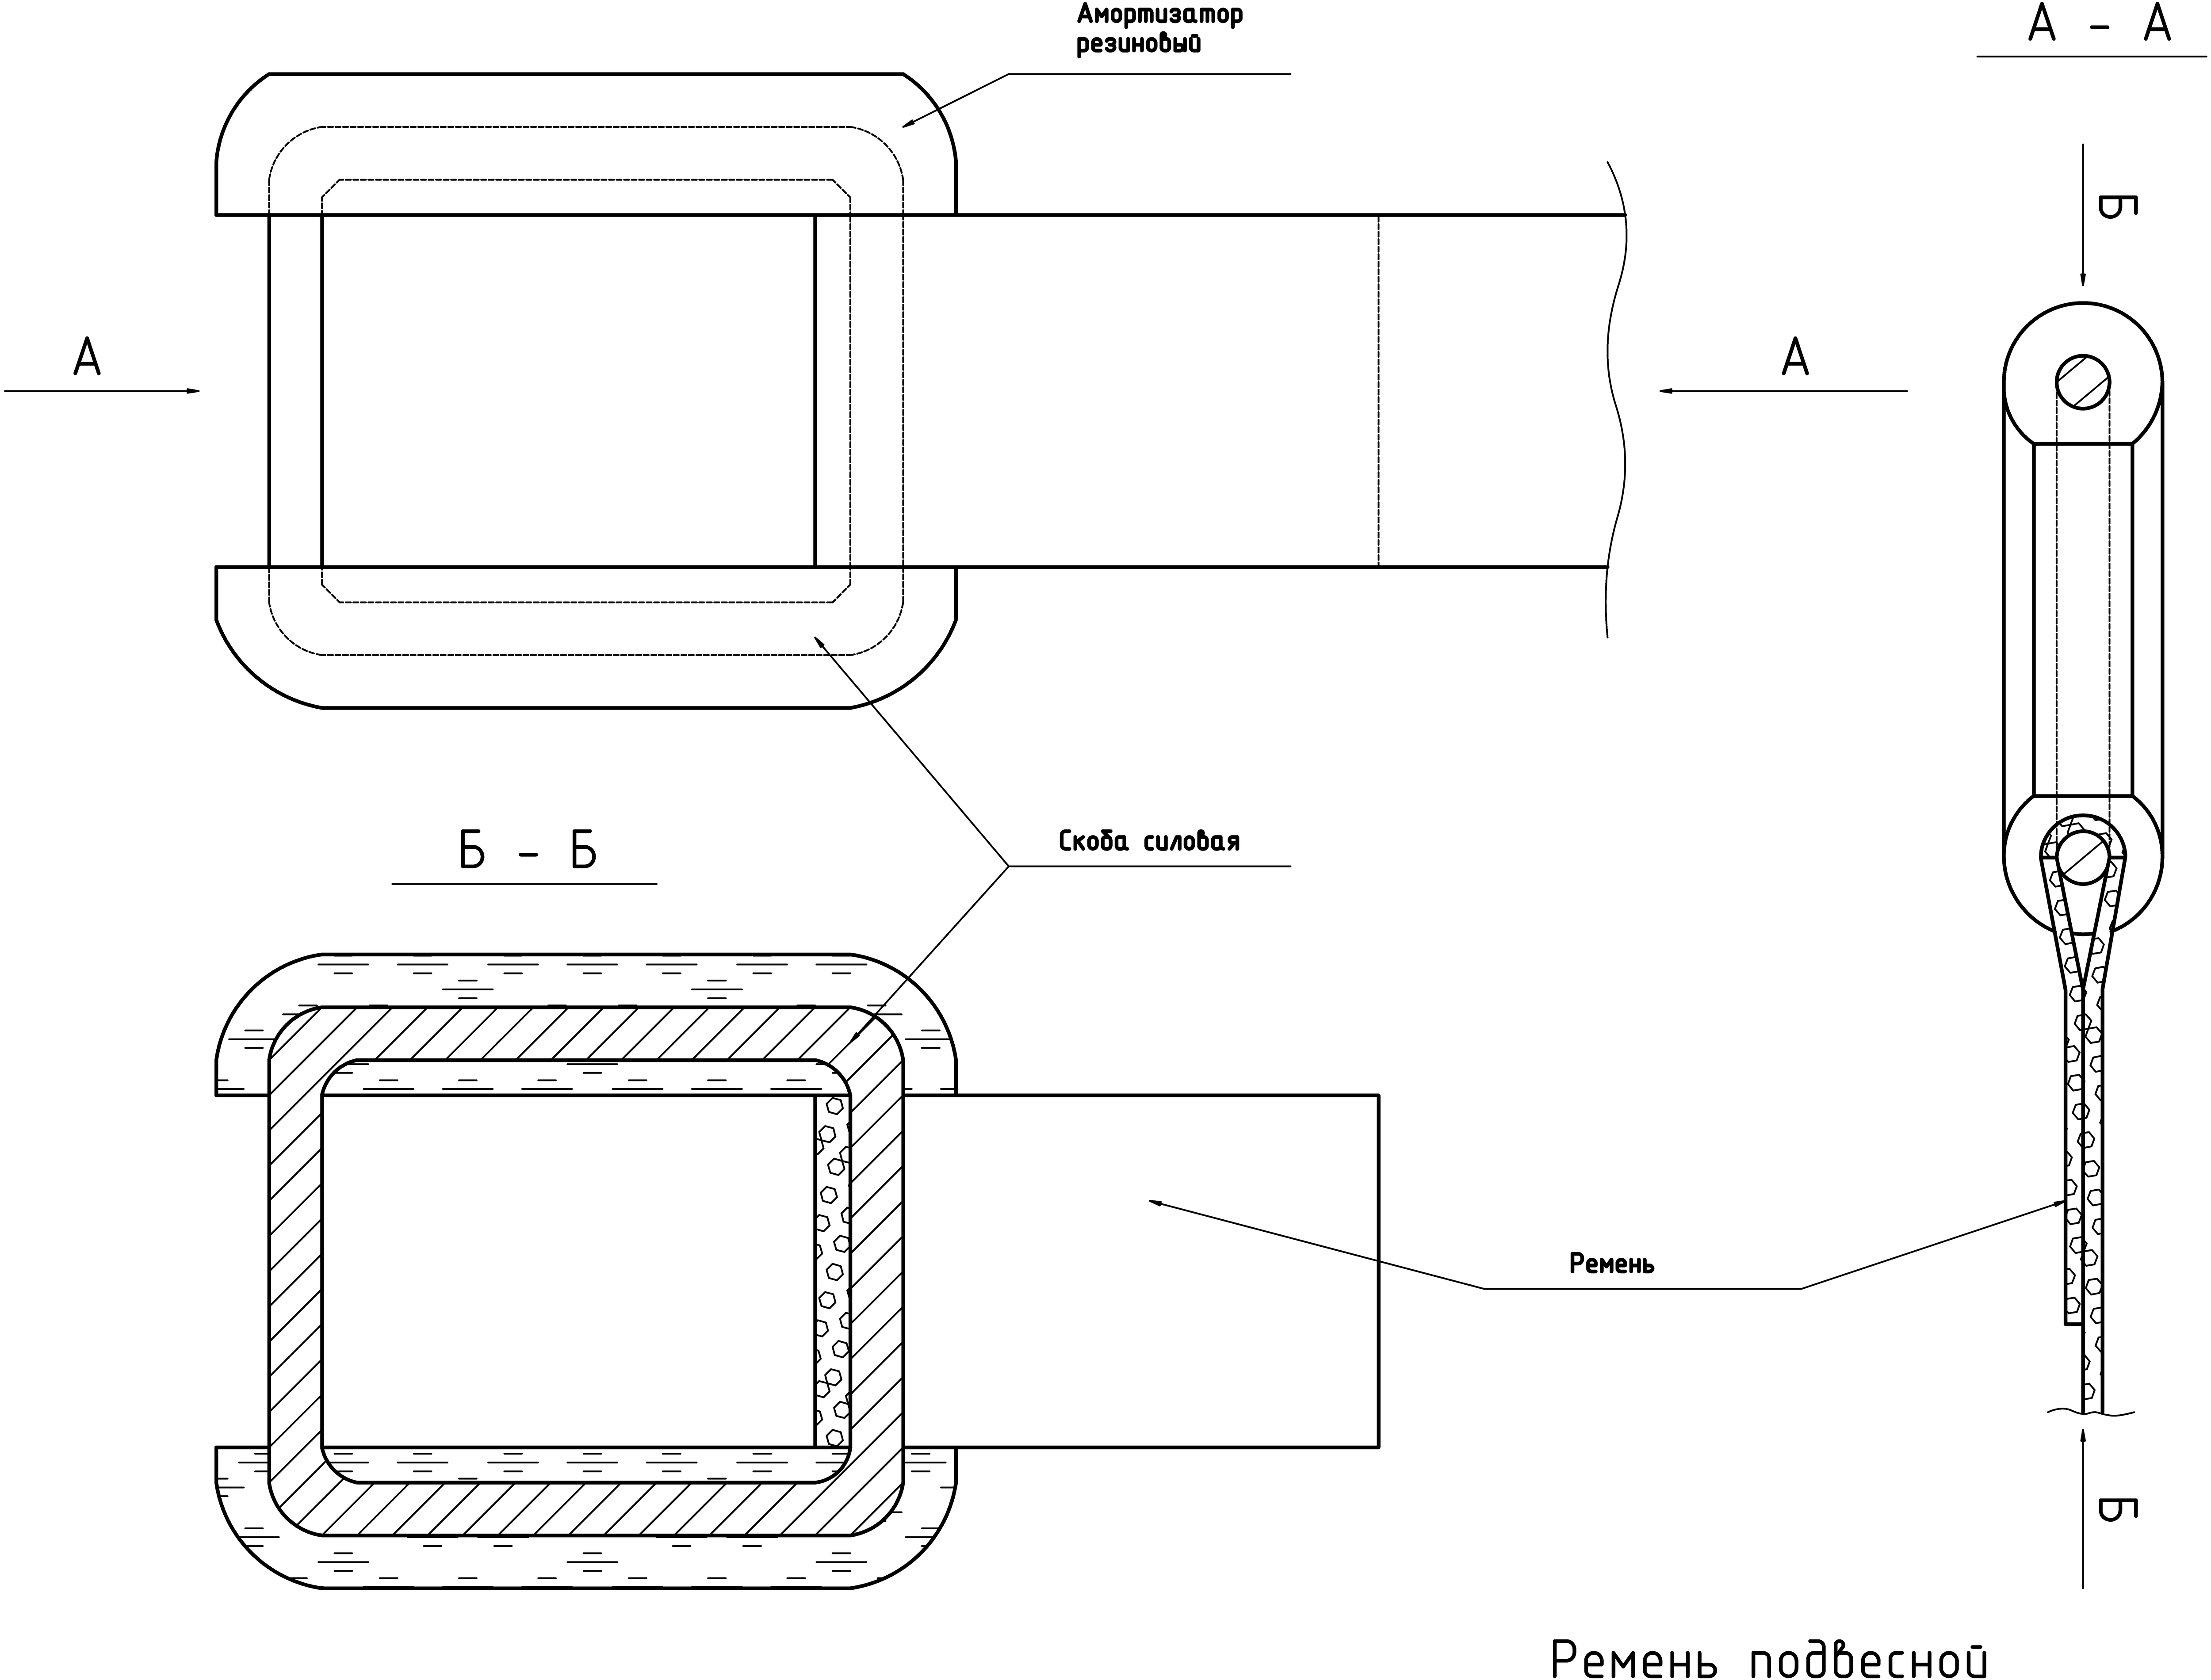 Амортизатор
резиновый
А - А
Б
А
А
Б - Б
Скоба силовая
Ремень
Б
Ремень подвесной